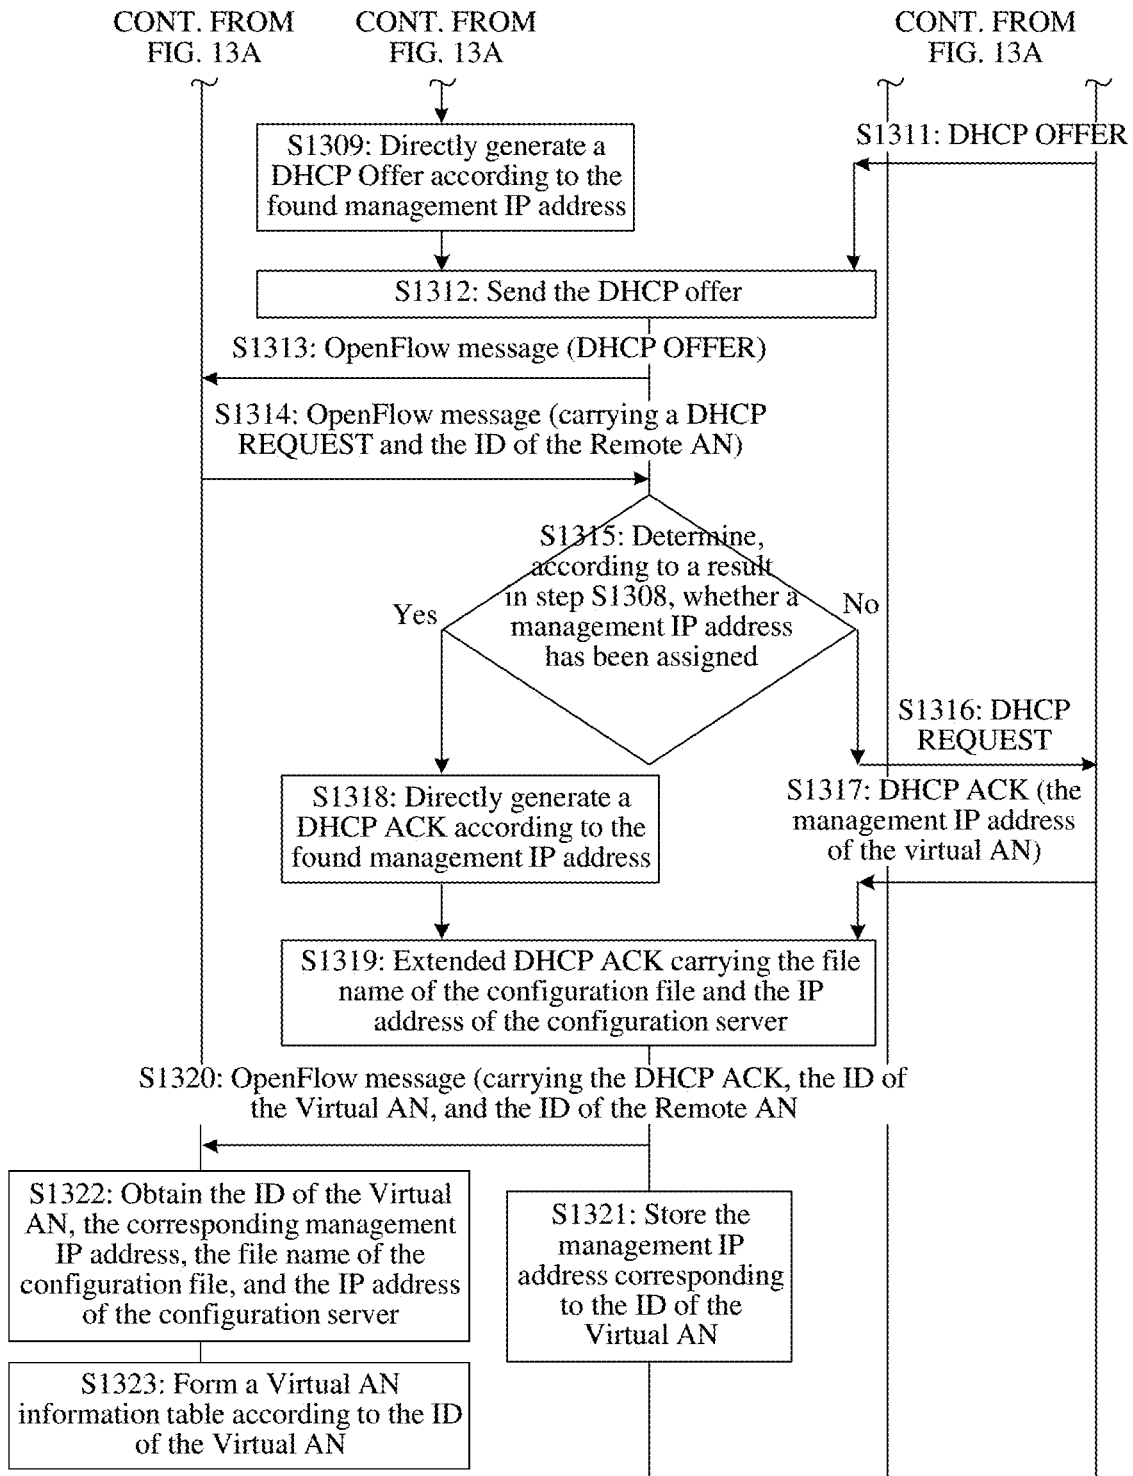 CONT. FROM
FIG. 13A
CONT. FROM
FIG. 13A
CONT. FROM
FIG. 13A
S1309: Directly generate a
DHCP Offer according to the
found management IP address
S1311: DHCP OFFER
S1312: Send the DHCP offer
S1313: OpenFlow message (DHCP OFFER)
S1314: OpenFlow message (carrying a DHCP
REQUEST and the ID of the Remote AN)
S1315: Determine,
according to a result
in step S1308, whether a
management IP address
has been assigned
Yes
No
S1316: DHCP
REQUEST
S1317: DHCP ACK (the
management IP address
of the virtual AN)
S1318: Directly generate a
DHCP ACK according to the
found management IP address
S1319: Extended DHCP ACK carrying the file
name of the configuration file and the IP
address of the configuration server
S1320: OpenFlow message (carrying the DHCP ACK, the ID of
the Virtual AN, and the ID of the Remote AN
S1322: Obtain the ID of the Virtual
AN, the corresponding management
IP address, the file name of the
configuration file, and the IP address
of the configuration server
S1321: Store the
management IP
address corresponding
to the ID of the
Virtual AN
S1323: Form a Virtual AN
information table according to the ID
of the Virtual AN